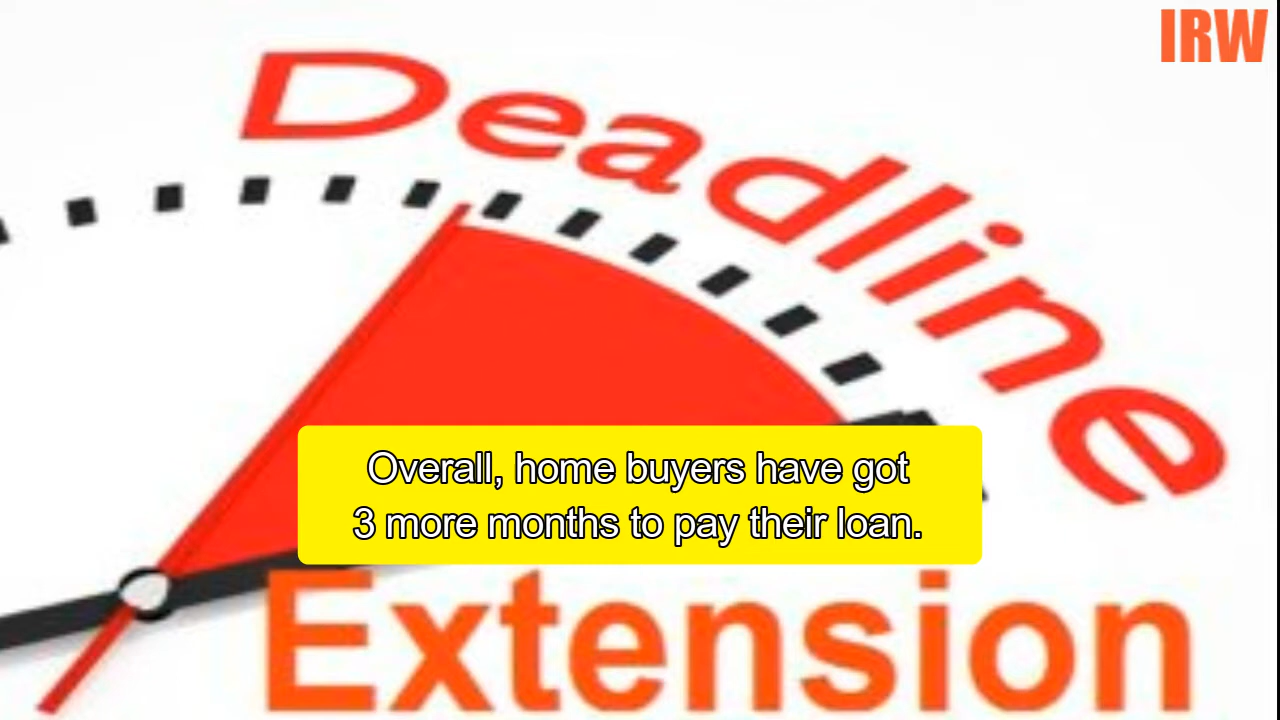 IRW
Deadline
Overall, home buyers have got
3 more months to pay their loan.
Extension